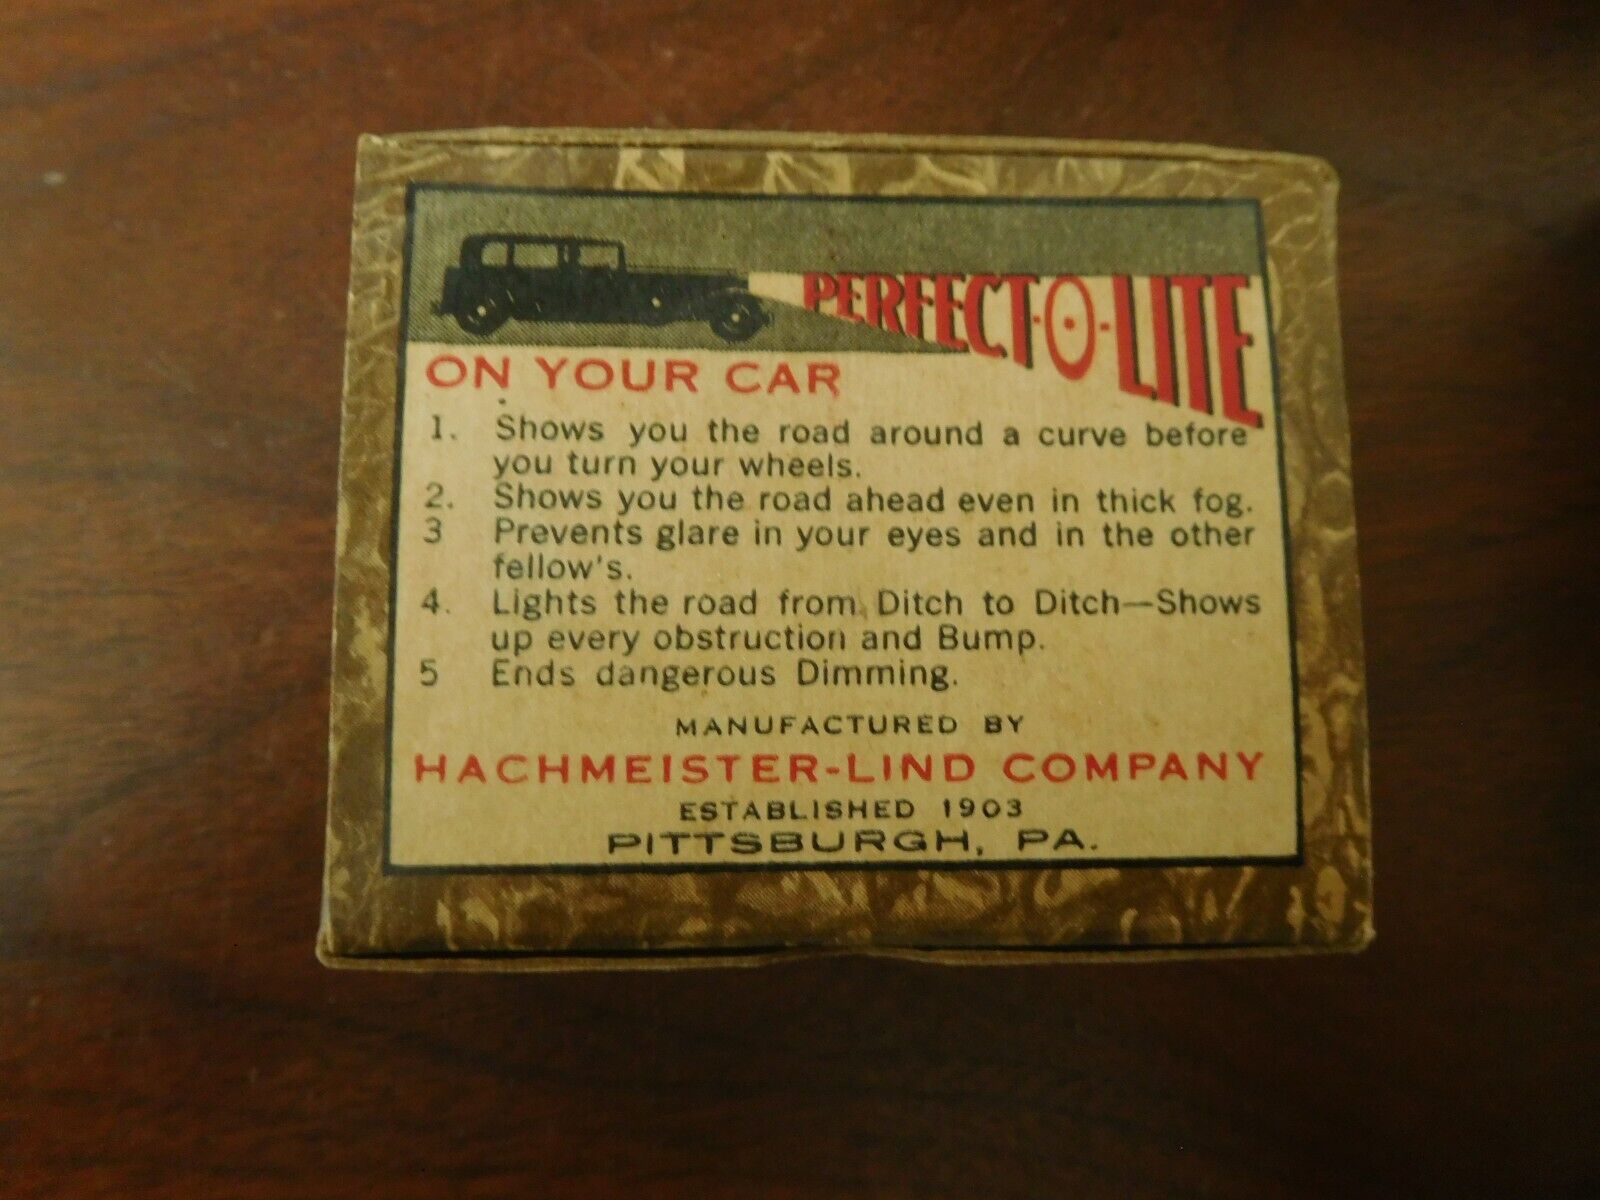 PERFECT-O-LITE
ON YOUR CAR
1. Shows you the road around a curve before
you turn your wheels.
2. Shows you the road ahead even in thick fog.
3 Prevents glare in your eyes and in the other
fellow's.
4. Lights the road from Ditch to Ditch—Shows
up every obstruction and Bump.
5 Ends dangerous Dimming.
MANUFACTURED BY
HACHMEISTER-LIND COMPANY
ESTABLISHED 1903
PITTSBURGH, PA.